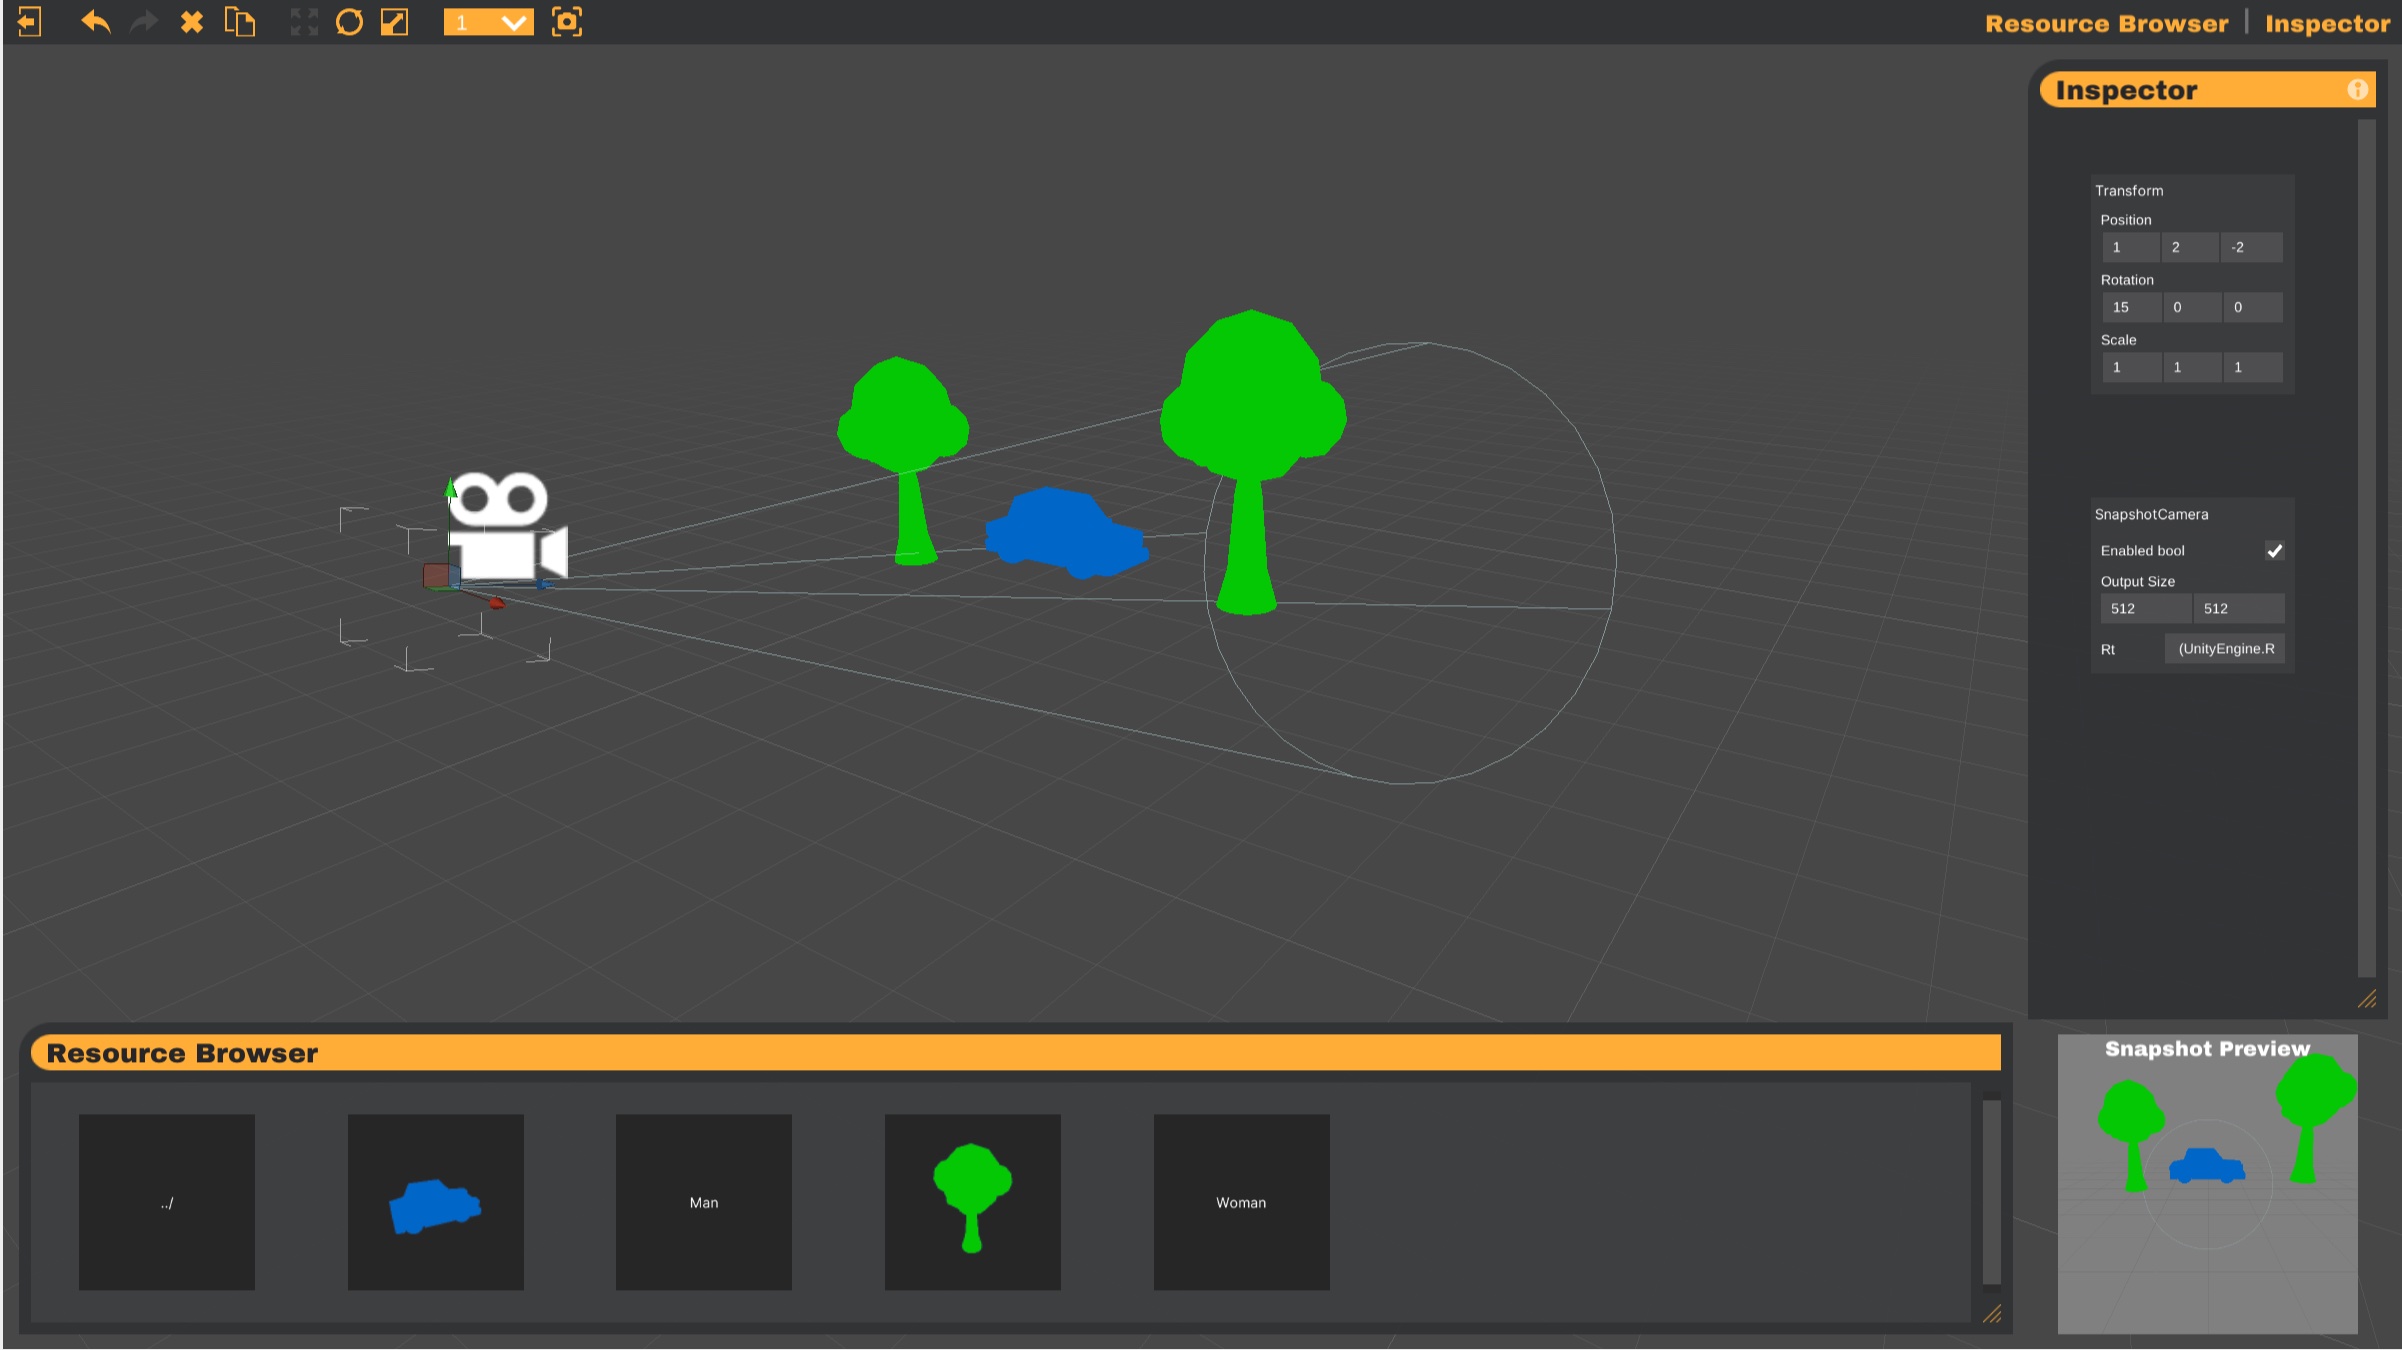 1
Resource Browser | Inspector
Inspector
Transform
Position
1 2 -2
Rotation
15 0 0
Scale
1 1 1
SnapshotCamera
Enabled bool
Output Size
512 512
Rt (UnityEngine.R
Resource Browser
../ Man Woman
Snapshot Preview